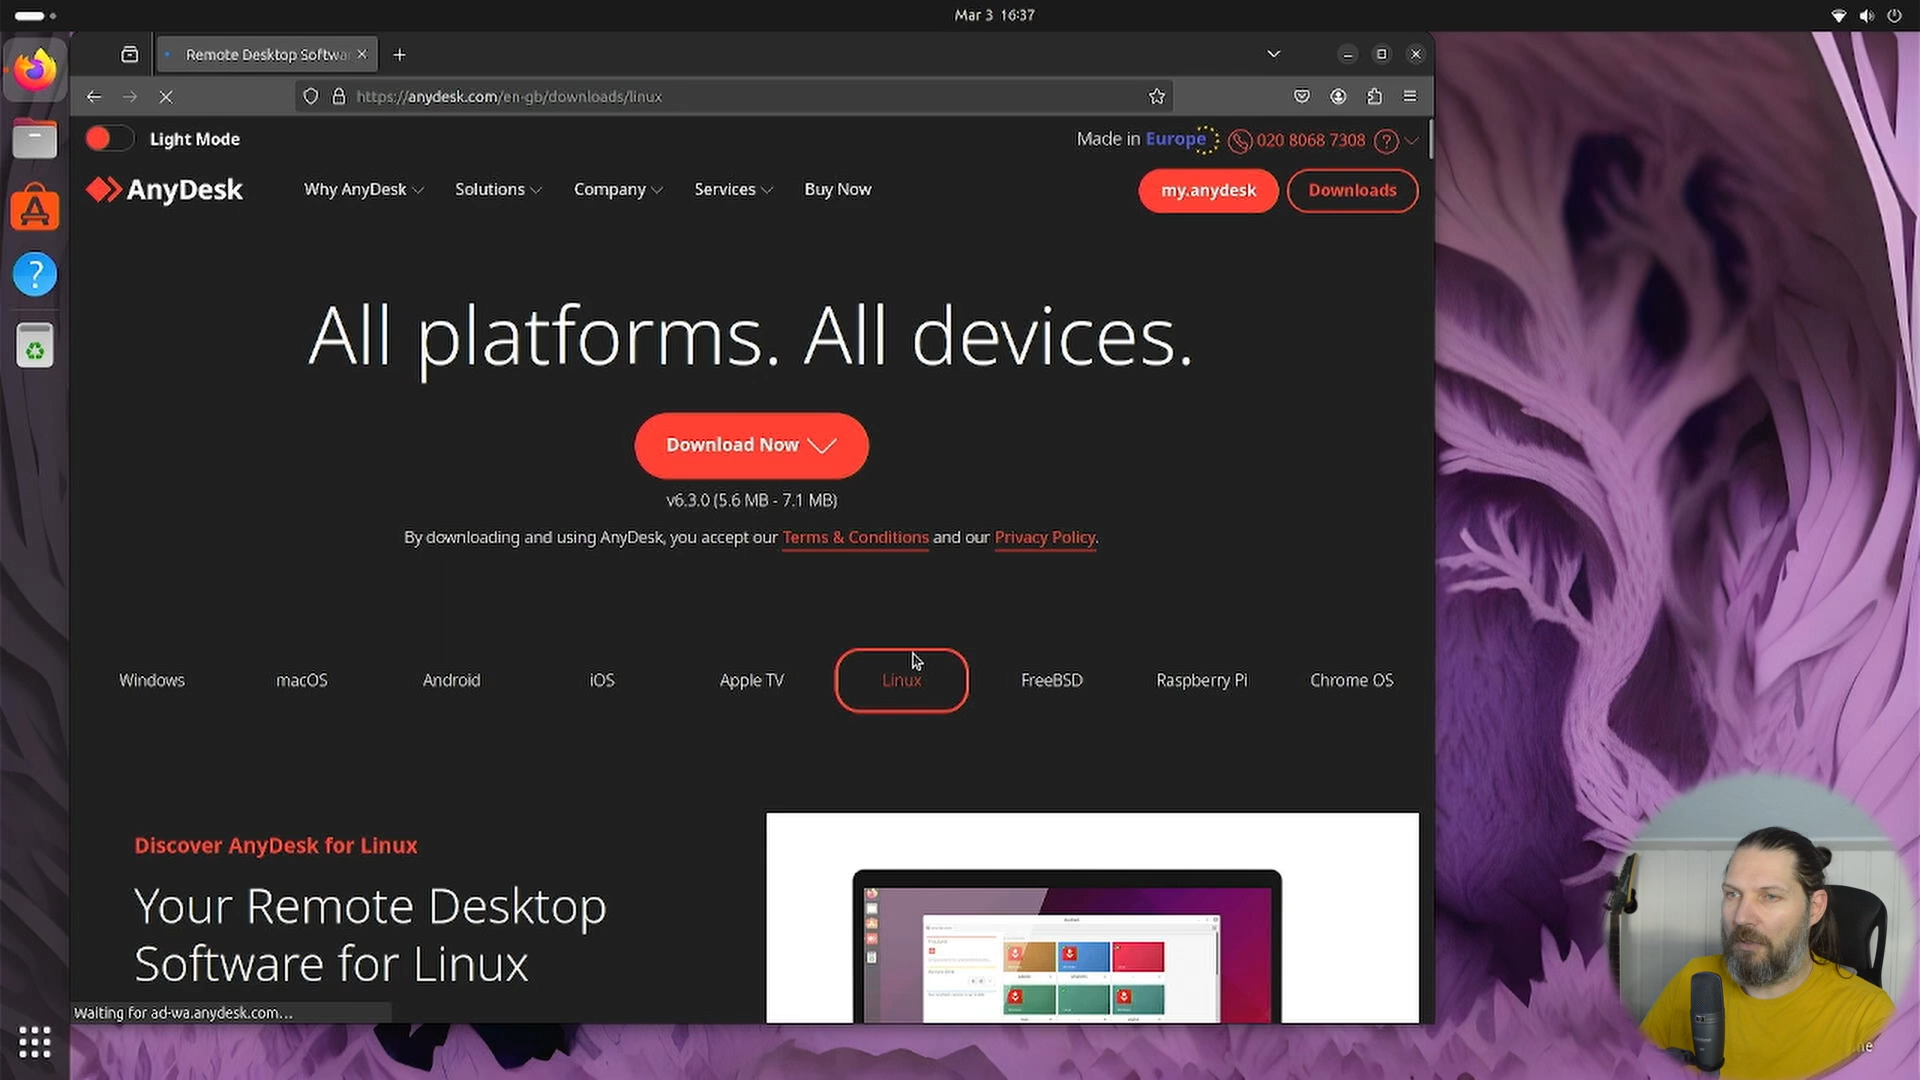 Mar 3 16:37
Remote Desktop Softwa
https://anydesk.com/en-gb/downloads/linux
Light Mode
Made in Europe
020 8068 7308
AnyDesk
Why AnyDesk
Solutions
Company
Services
Buy Now
my.anydesk
Downloads
All platforms. All devices.
Download Now
v6.3.0 (5.6 MB - 7.1 MB)
By downloading and using AnyDesk, you accept our Terms & Conditions and our Privacy Policy.
Windows
macOS
Android
iOS
Apple TV
Linux
FreeBSD
Raspberry Pi
Chrome OS
Discover AnyDesk for Linux
Your Remote Desktop
Software for Linux
Waiting for ad-wa.anydesk.com...